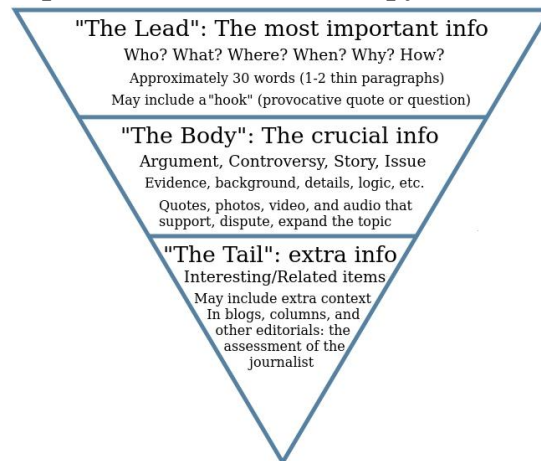 "The Lead": The most important info
Who? What? Where? When? Why? How?
Approximately 30 words (1-2 thin paragraphs)
May include a "hook" (provocative quote or question)
"The Body": The crucial info
Argument, Controversy, Story, Issue
Evidence, background, details, logic, etc.
Quotes, photos, video, and audio that
support, dispute, expand the topic
"The Tail": extra info
Interesting/Related items
May include extra context
In blogs, columns, and
other editorials: the
assessment of the
journalist